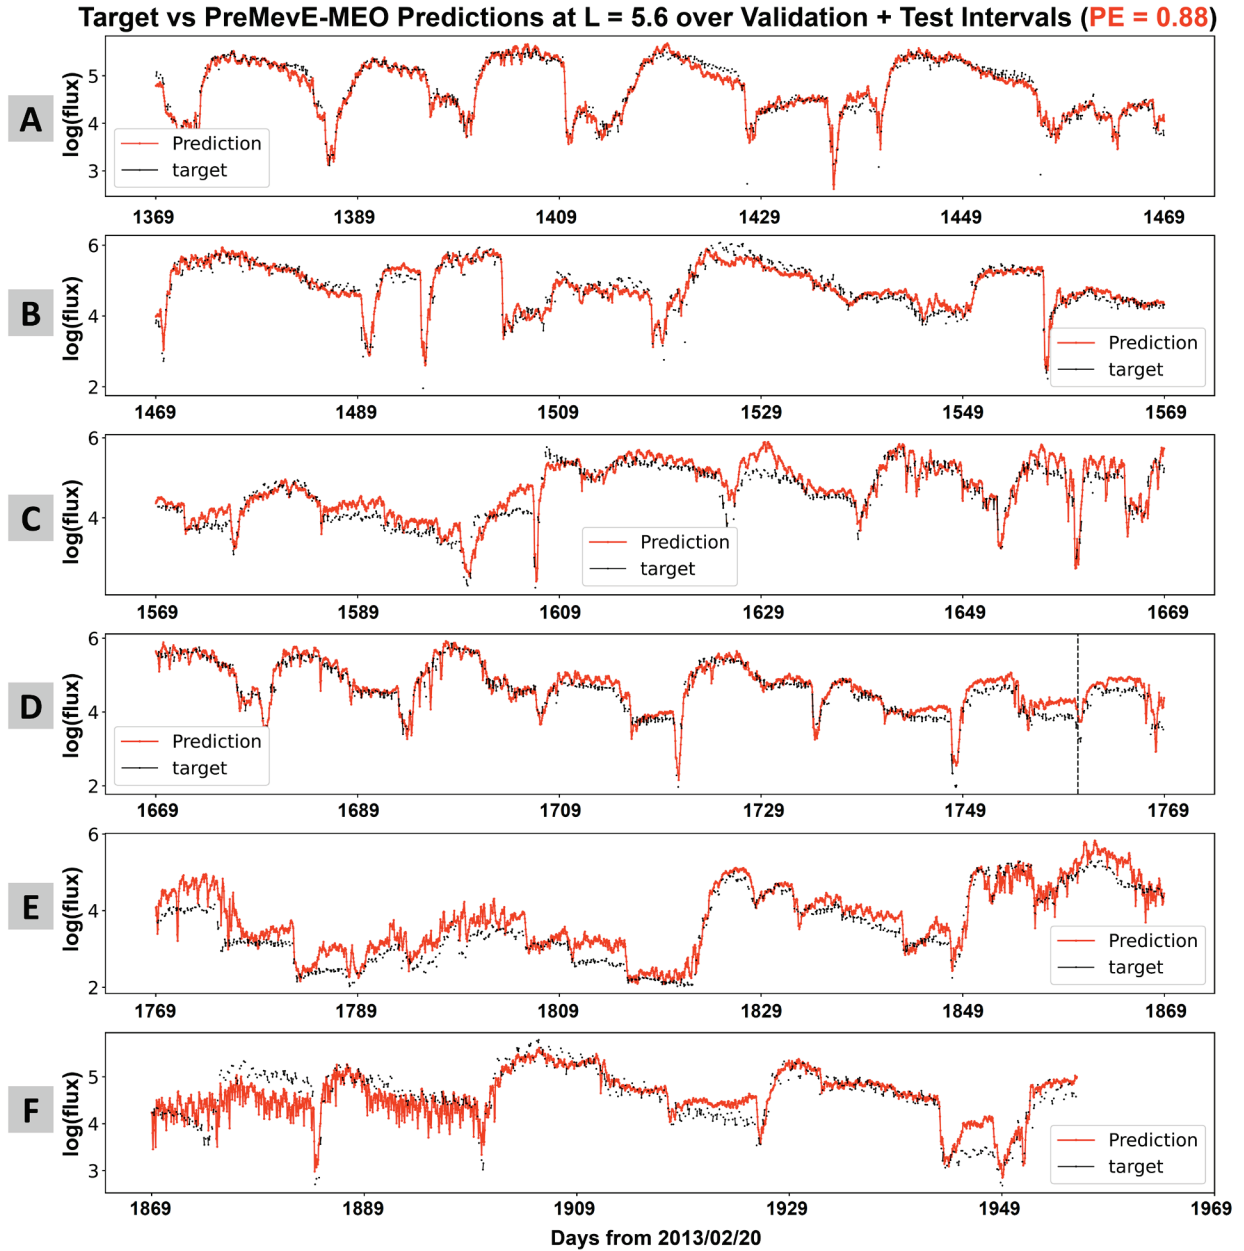 Target vs PreMevE-MEO Predictions at L = 5.6 over Validation + Test Intervals (PE = 0.88)
A
log(flux)
5
4
3
Prediction
target
1369 1389 1409 1429 1449 1469
B
log(flux)
6
4
2
Prediction
target
1469 1489 1509 1529 1549 1569
C
log(flux)
6
4
Prediction
target
1569 1589 1609 1629 1649 1669
D
log(flux)
6
4
2
Prediction
target
1669 1689 1709 1729 1749 1769
E
log(flux)
6
4
2
Prediction
target
1769 1789 1809 1829 1849 1869
F
log(flux)
5
4
3
Prediction
target
1869 1889 1909 1929 1949 1969
Days from 2013/02/20